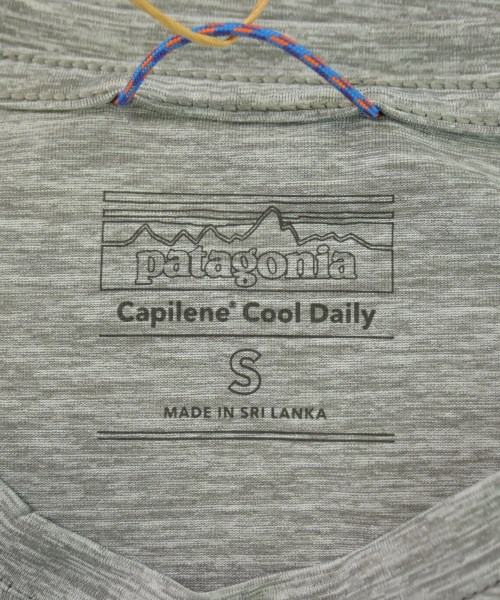 patagonia
Capilene® Cool Daily
S
MADE IN SRI LANKA